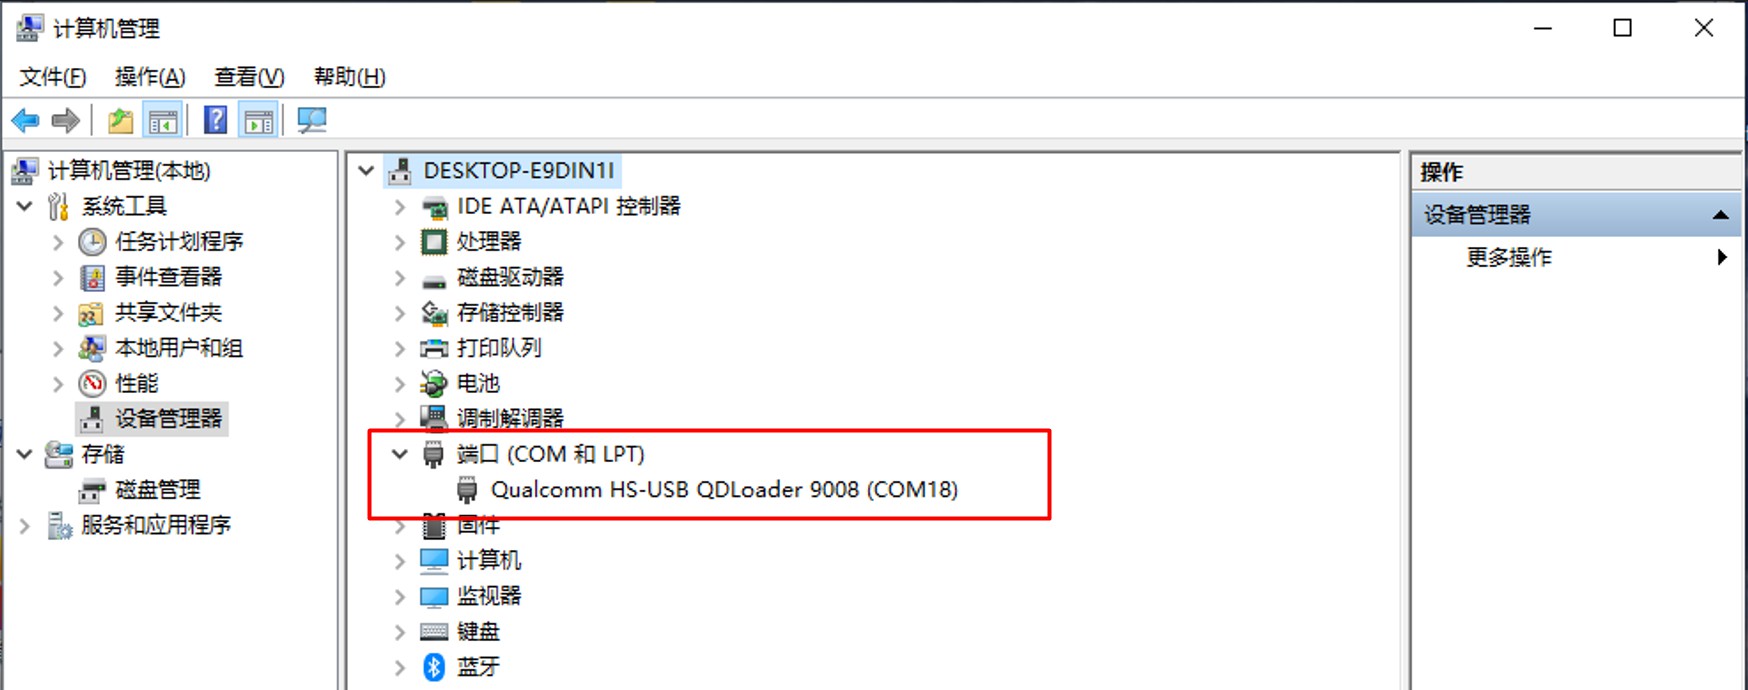 计算机管理
文件(F) 操作(A) 查看(V) 帮助(H)
计算机管理(本地)
系统工具
任务计划程序
事件查看器
共享文件夹
本地用户和组
性能
设备管理器
存储
磁盘管理
服务和应用程序
DESKTOP-E9DIN1I
IDE ATA/ATAPI 控制器
处理器
磁盘驱动器
存储控制器
打印队列
电池
调制解调器
端口 (COM 和 LPT)
Qualcomm HS-USB QDLoader 9008 (COM18)
固件
计算机
监视器
键盘
蓝牙
操作
设备管理器
更多操作